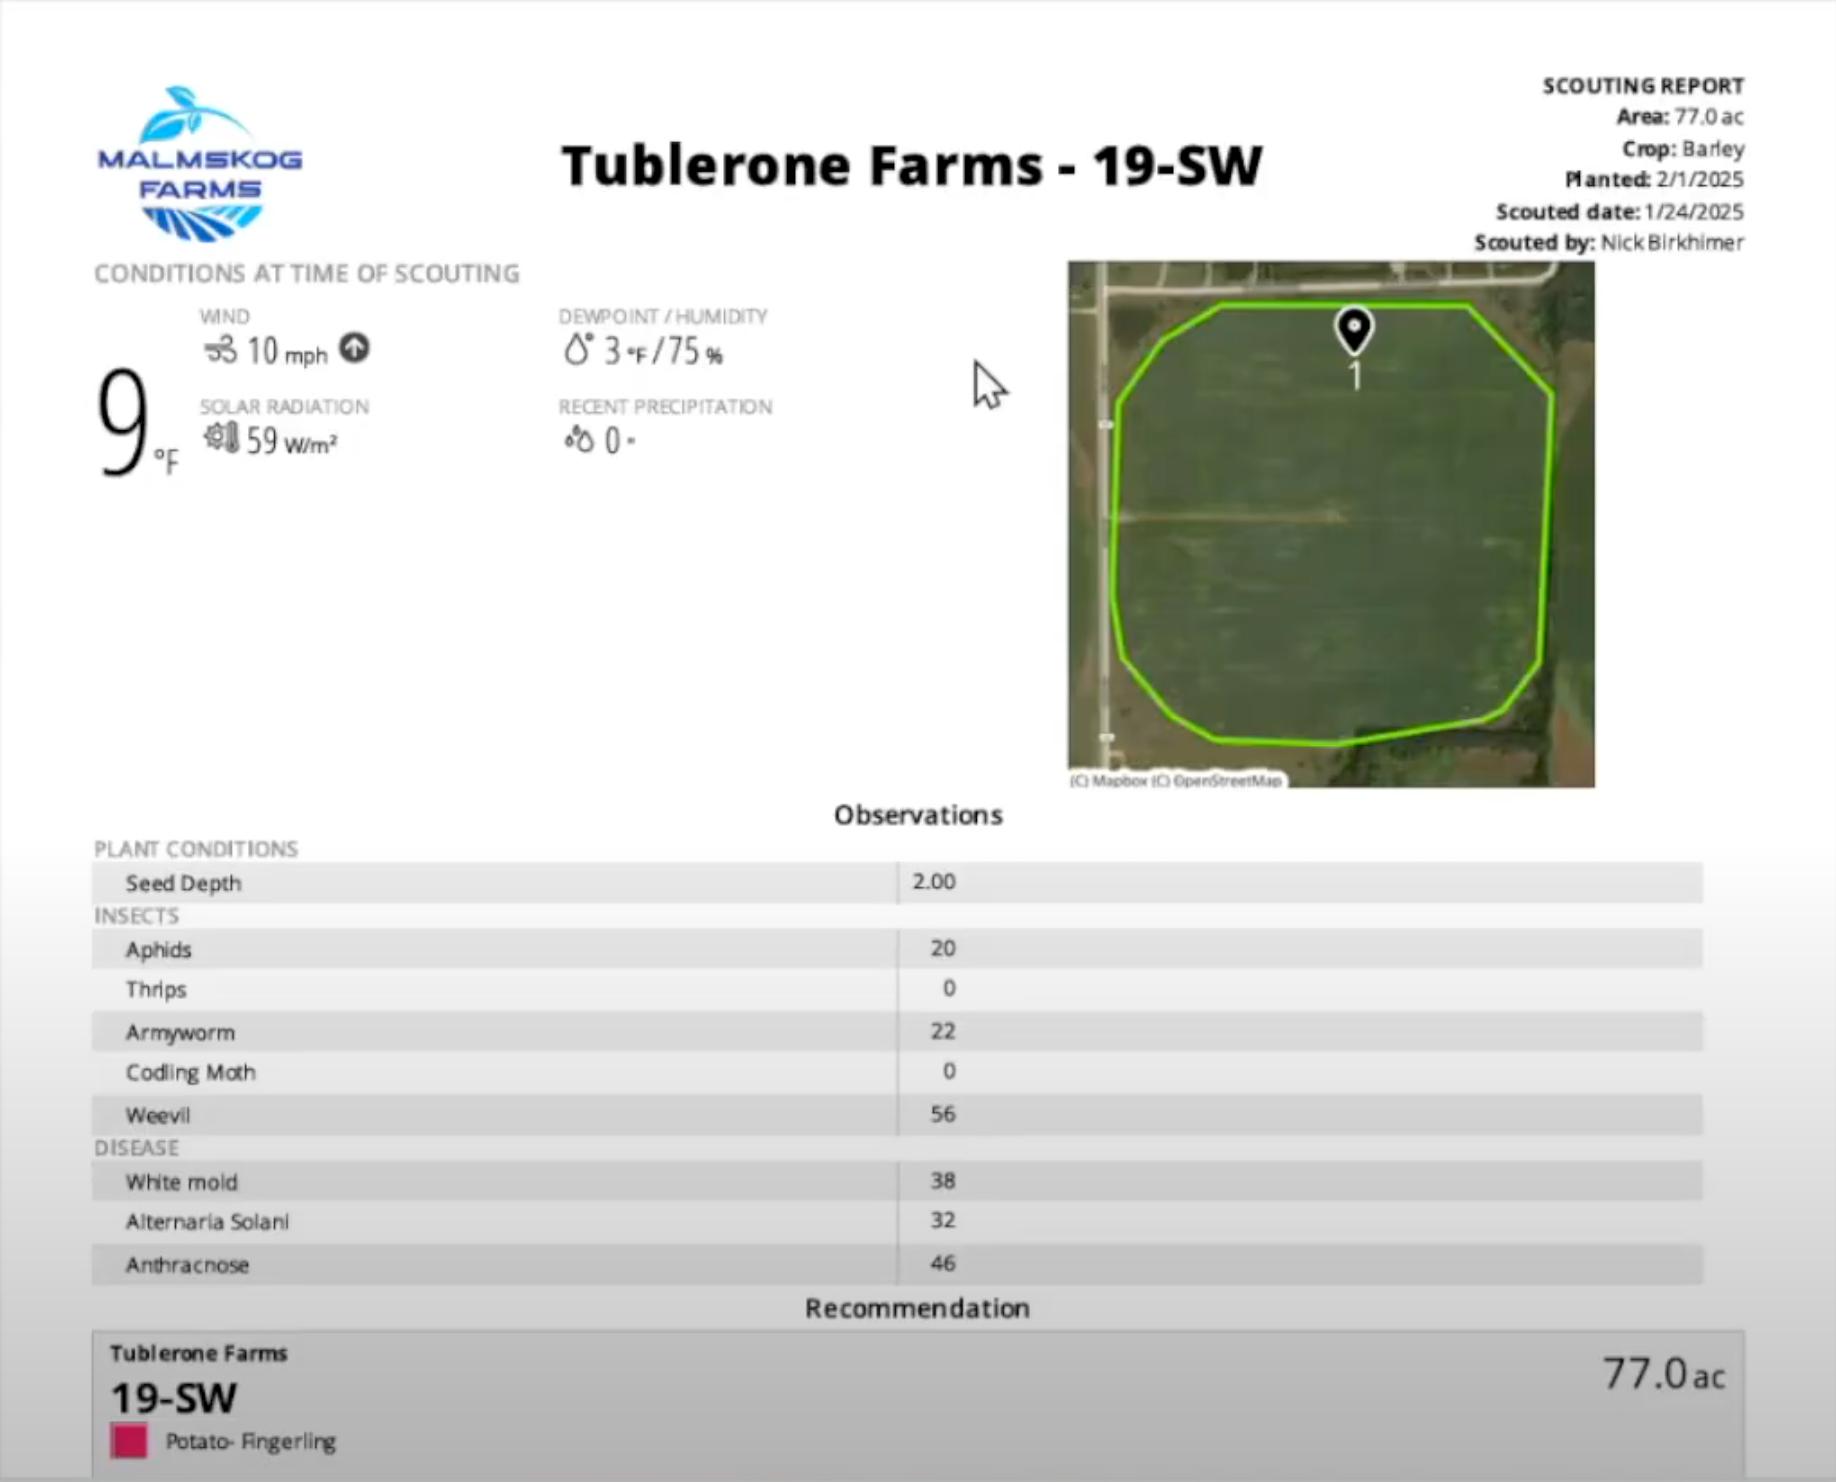 MALMSKOG
FARMS
Tublerone Farms - 19-SW
SCOUTING REPORT
Area: 77.0 ac
Crop: Barley
Planted: 2/1/2025
Scouted date: 1/24/2025
Scouted by: Nick Birkhimer
CONDITIONS AT TIME OF SCOUTING
9 °F
WIND
10 mph
DEWPOINT / HUMIDITY
3 °F / 75 %
SOLAR RADIATION
59 W/m²
RECENT PRECIPITATION
0 "
1
(C) Mapbox (C) OpenStreetMap
Observations
PLANT CONDITIONS
Seed Depth 2.00
INSECTS
Aphids 20
Thrips 0
Armyworm 22
Codling Moth 0
Weevil 56
DISEASE
White mold 38
Alternaria Solani 32
Anthracnose 46
Recommendation
Tublerone Farms
19-SW
77.0 ac
Potato- Fingerling